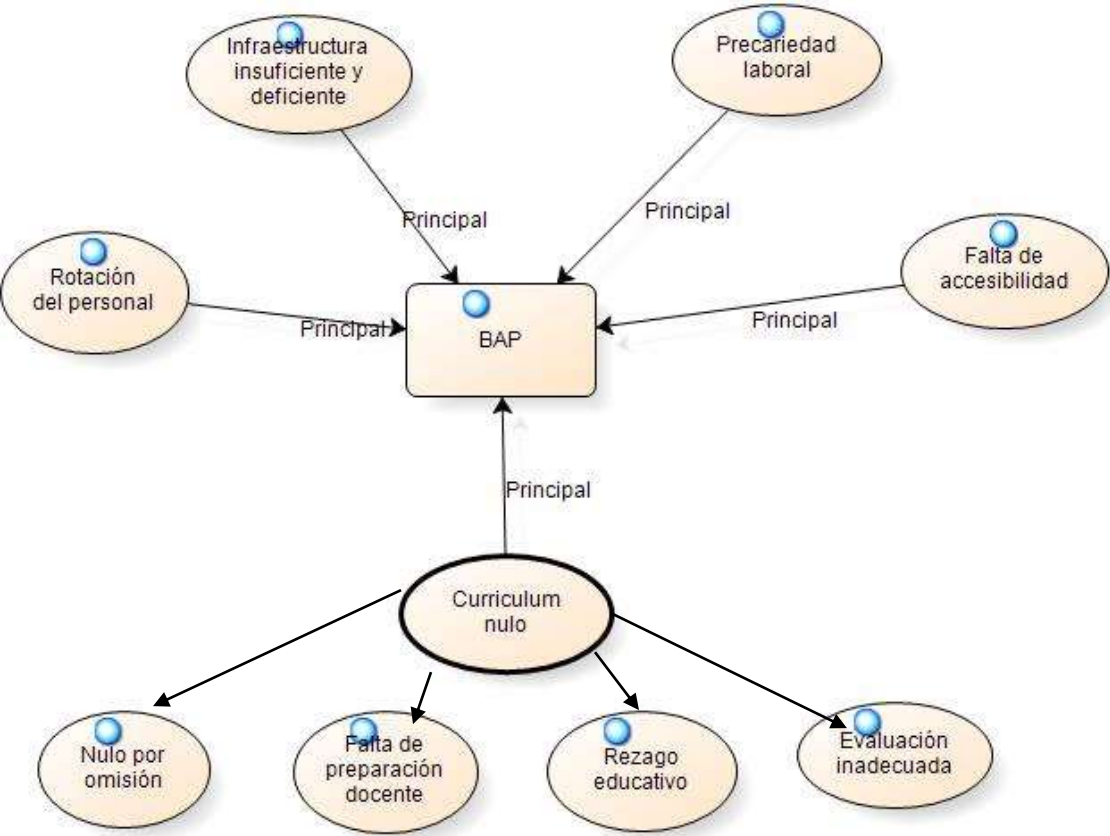 Infraestructura
insuficiente y
deficiente
Precariedad
laboral
Principal
Principal
Rotación
del personal
Falta de
accesibilidad
Principal
Principal
BAP
Principal
Curriculum
nulo
Nulo por
omisión
Falta de
preparación
docente
Rezago
educativo
Evaluación
inadecuada